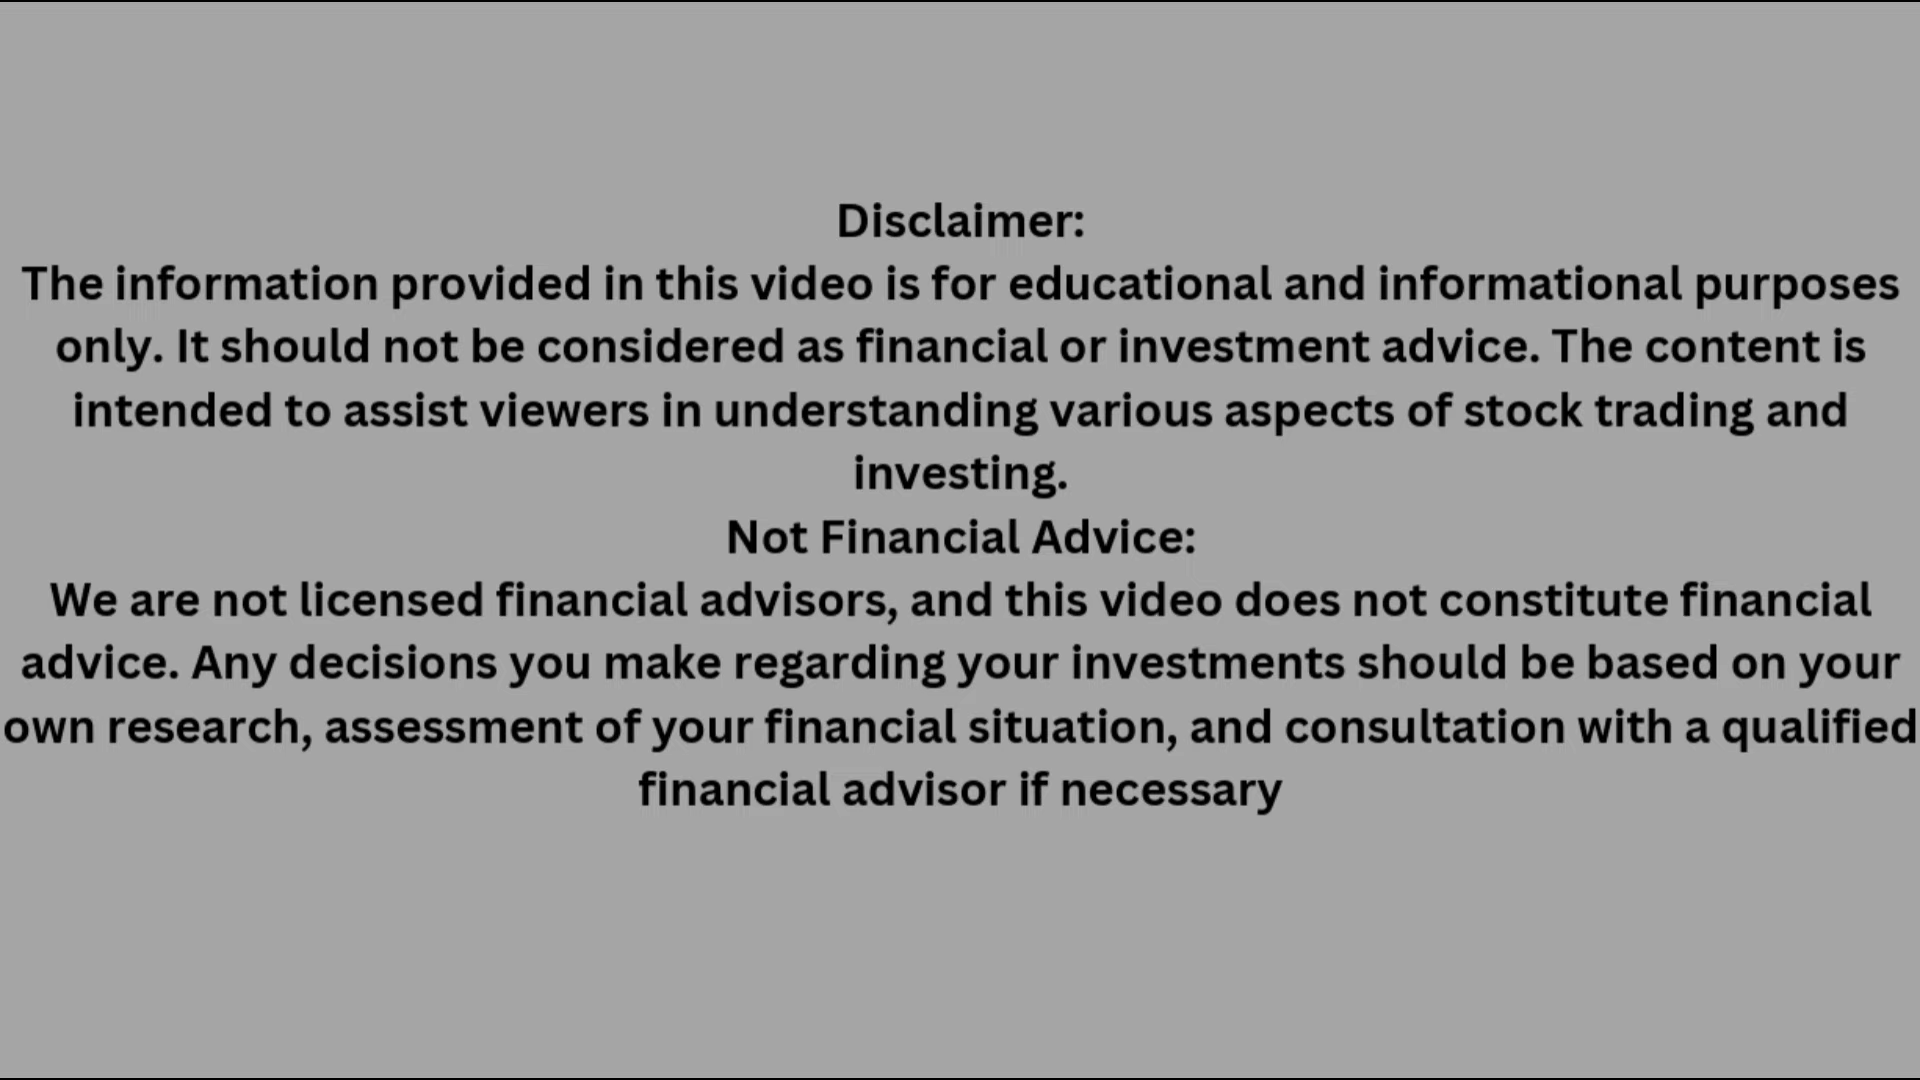 Disclaimer:
The information provided in this video is for educational and informational purposes
only. It should not be considered as financial or investment advice. The content is
intended to assist viewers in understanding various aspects of stock trading and
investing.
Not Financial Advice:
We are not licensed financial advisors, and this video does not constitute financial
advice. Any decisions you make regarding your investments should be based on your
own research, assessment of your financial situation, and consultation with a qualified
financial advisor if necessary